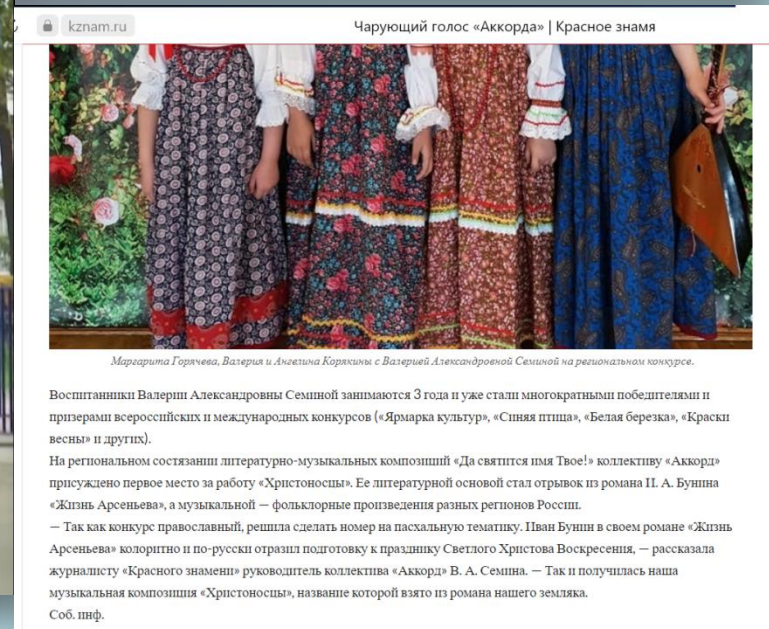 kznam.ru
Чарующий голос «Аккорда» | Красное знамя
Маргарита Горячева, Валерия и Ангелина Корякины с Валерией Александровной Семиной на региональном конкурсе.
Воспитанники Валерии Александровны Семиной занимаются 3 года и уже стали многократными победителями и
призерами всероссийских и международных конкурсов («Ярмарка культур», «Синяя птица», «Белая березка», «Краски
весны» и других).
На региональном состязании литературно-музыкальных композиций «Да святится имя Твое!» коллективу «Аккорд»
присуждено первое место за работу «Христоносцы». Ее литературной основой стал отрывок из романа И. А. Бунина
«Жизнь Арсеньева», а музыкальной — фольклорные произведения разных регионов России.
— Так как конкурс православный, решила сделать номер на пасхальную тематику. Иван Бунин в своем романе «Жизнь
Арсеньева» колоритно и по-русски отразил подготовку к празднику Светлого Христова Воскресения, — рассказала
журналисту «Красного знамени» руководитель коллектива «Аккорд» В. А. Семина. — Так и получилась наша
музыкальная композиция «Христоносцы», название которой взято из романа нашего земляка.
Соб. инф.